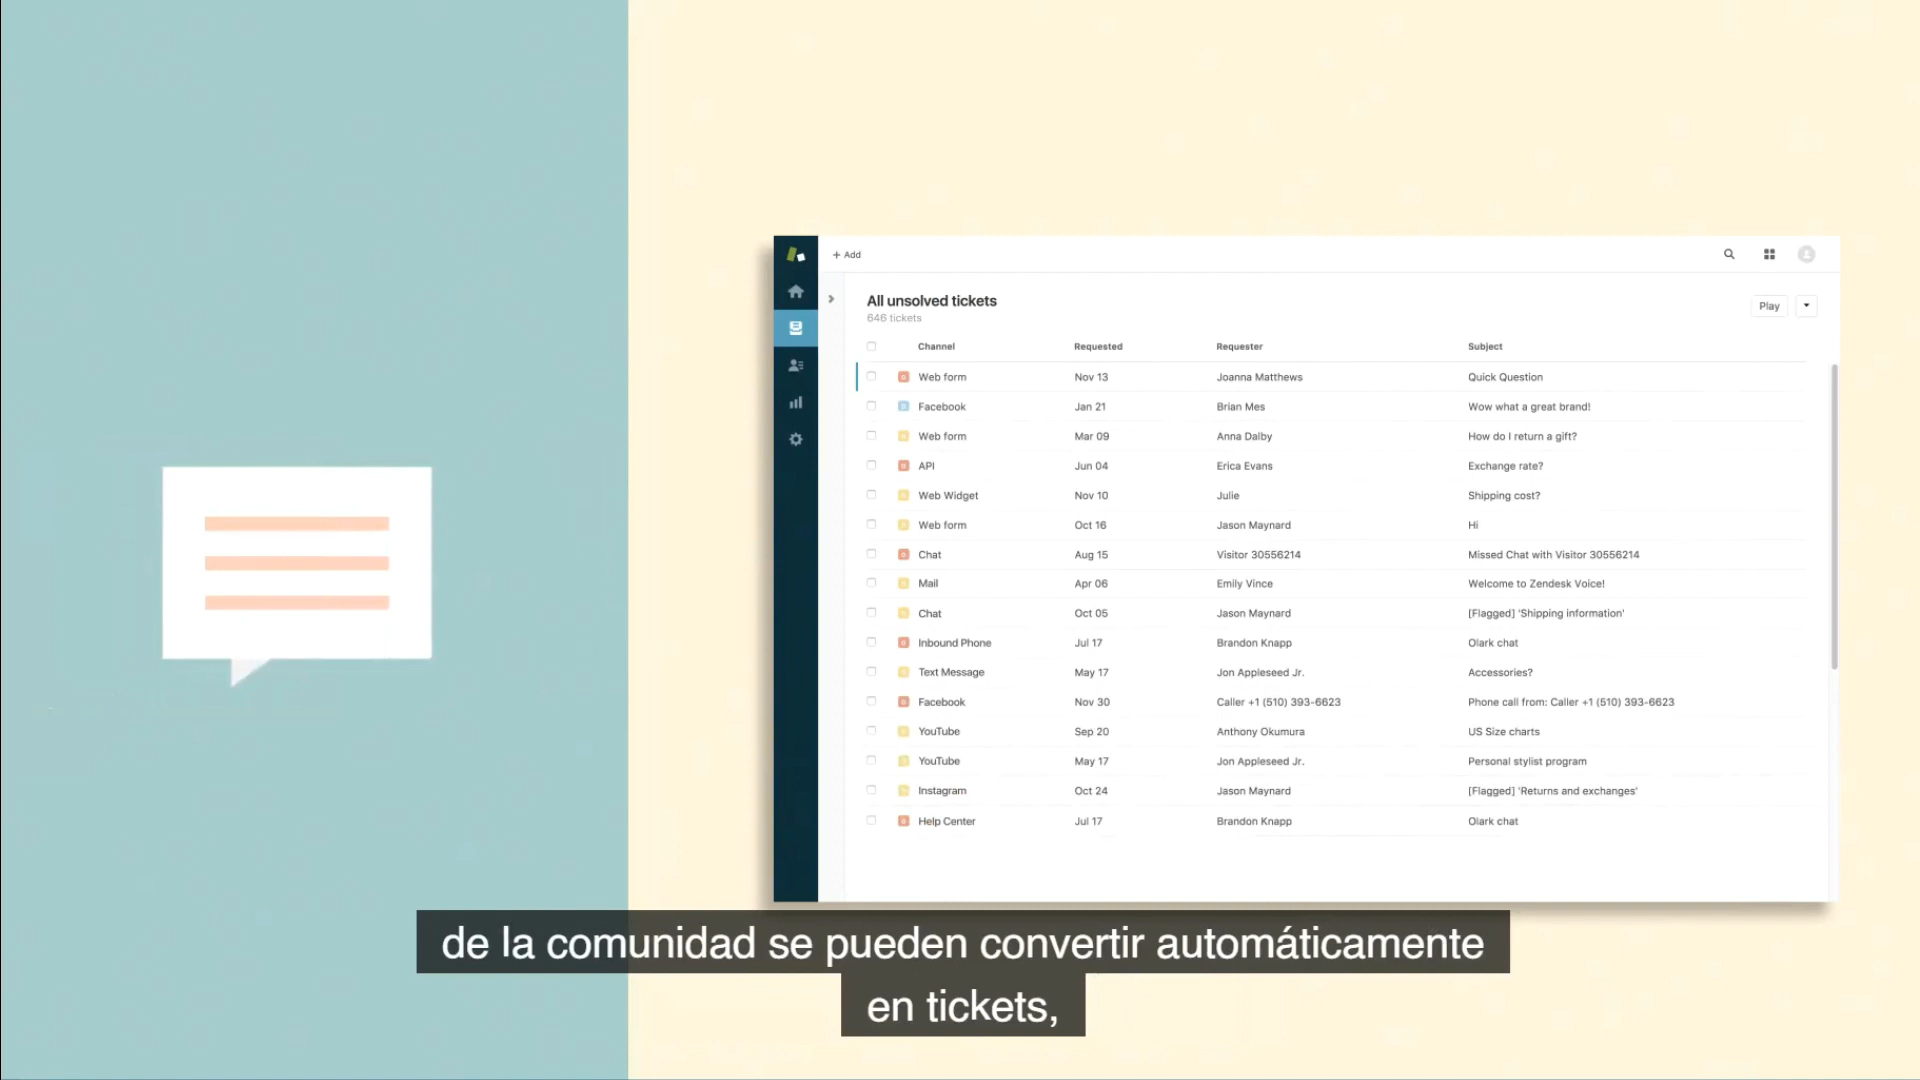 + Add
All unsolved tickets
646 tickets
Play
Channel Requested Requester Subject
Web form Nov 13 Joanna Matthews Quick Question
Facebook Jan 21 Brian Mes Wow what a great brand!
Web form Mar 09 Anna Dalby How do I return a gift?
API Jun 04 Erica Evans Exchange rate?
Web Widget Nov 10 Julie Shipping cost?
Web form Oct 16 Jason Maynard Hi
Chat Aug 15 Visitor 30556214 Missed Chat with Visitor 30556214
Mail Apr 06 Emily Vince Welcome to Zendesk Voice!
Chat Oct 05 Jason Maynard [Flagged] 'Shipping information'
Inbound Phone Jul 17 Brandon Knapp Olark chat
Text Message May 17 Jon Appleseed Jr. Accessories?
Facebook Nov 30 Caller +1 (510) 393-6623 Phone call from: Caller +1 (510) 393-6623
YouTube Sep 20 Anthony Okumura US Size charts
YouTube May 17 Jon Appleseed Jr. Personal stylist program
Instagram Oct 24 Jason Maynard [Flagged] 'Returns and exchanges'
Help Center Jul 17 Brandon Knapp Olark chat
de la comunidad se pueden convertir automáticamente
en tickets,